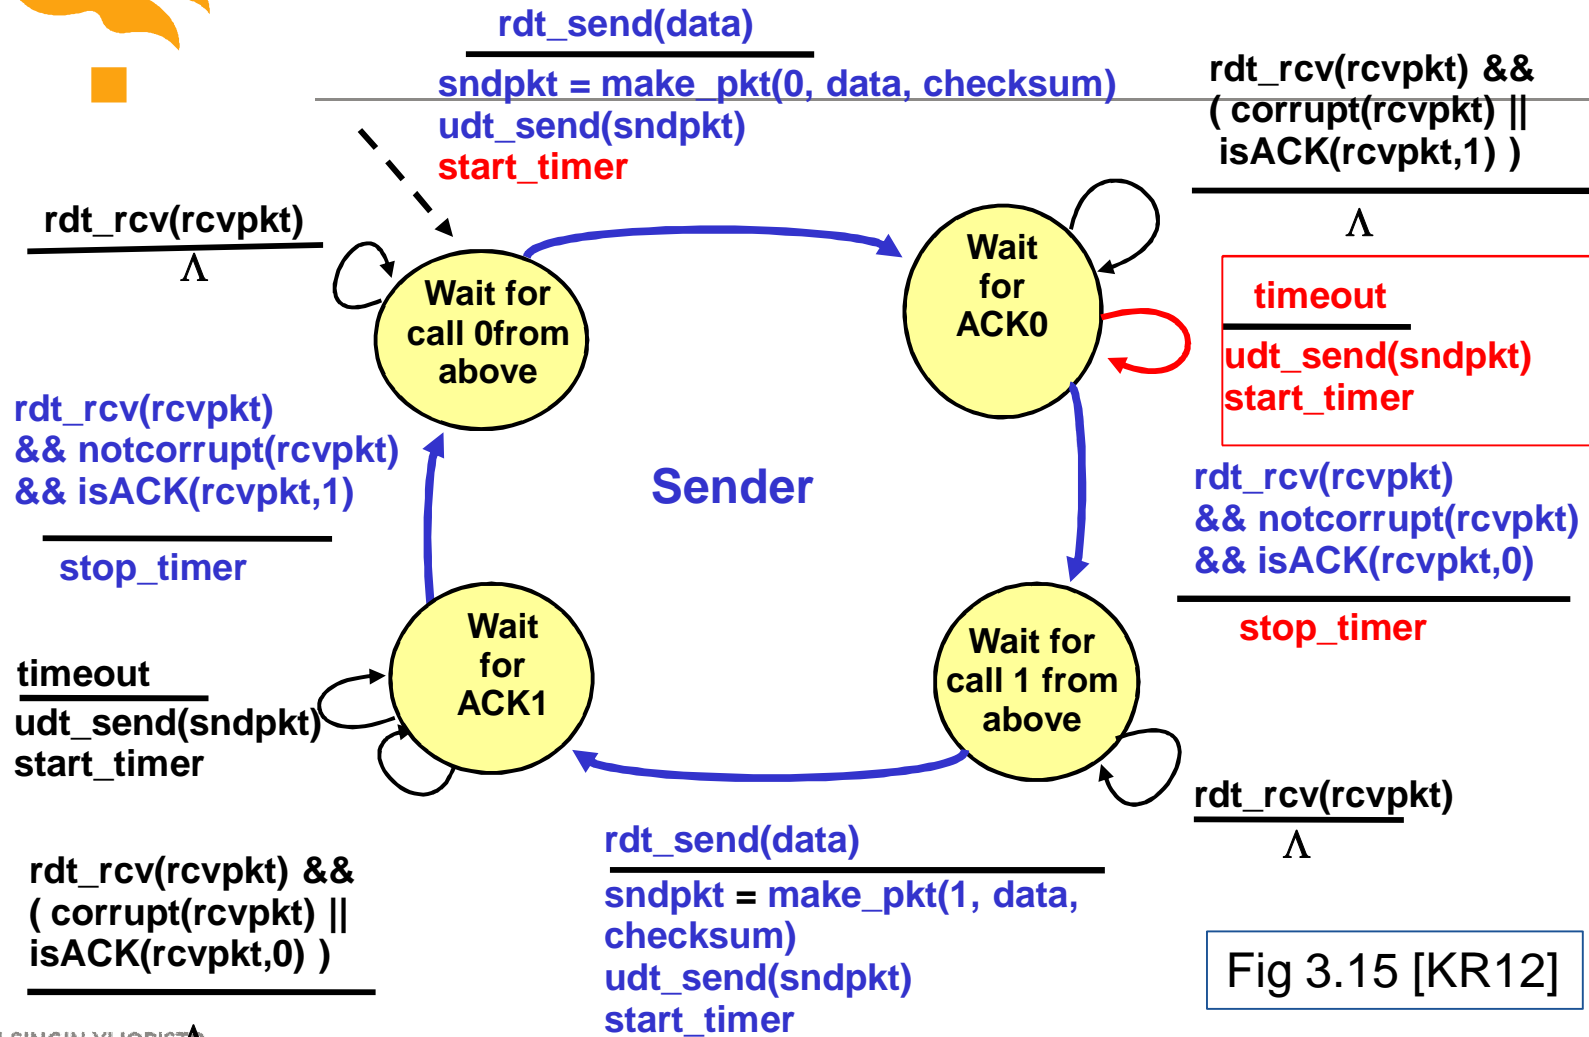 rdt_send(data)
sndpkt = make_pkt(0, data, checksum)
udt_send(sndpkt)
start_timer
rdt_rcv(rcvpkt) &&
( corrupt(rcvpkt) ||
isACK(rcvpkt,1) )
Λ
rdt_rcv(rcvpkt)
Λ
Wait for
call 0from
above
Wait
for
ACK0
timeout
udt_send(sndpkt)
start_timer
rdt_rcv(rcvpkt)
&& notcorrupt(rcvpkt)
&& isACK(rcvpkt,1)
stop_timer
Sender
rdt_rcv(rcvpkt)
&& notcorrupt(rcvpkt)
&& isACK(rcvpkt,0)
stop_timer
Wait
for
ACK1
Wait for
call 1 from
above
timeout
udt_send(sndpkt)
start_timer
rdt_rcv(rcvpkt)
Λ
rdt_rcv(rcvpkt) &&
( corrupt(rcvpkt) ||
isACK(rcvpkt,0) )
Λ
rdt_send(data)
sndpkt = make_pkt(1, data,
checksum)
udt_send(sndpkt)
start_timer
Fig 3.15 [KR12]